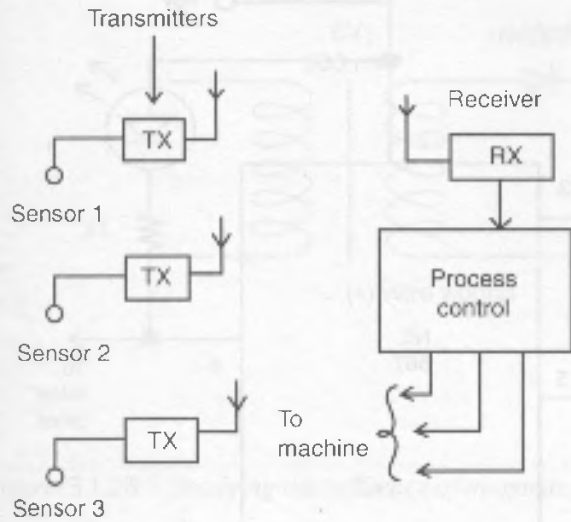 Transmitters
TX
Sensor 1
TX
Sensor 2
TX
Sensor 3
Receiver
RX
Process
control
To
machine